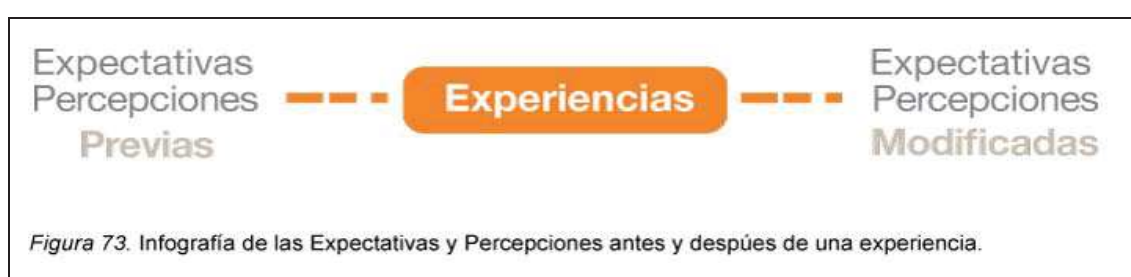 Expectativas
Percepciones
Previas
Experiencias
Expectativas
Percepciones
Modificadas
Figura 73. Infografía de las Expectativas y Percepciones antes y despúes de una experiencia.